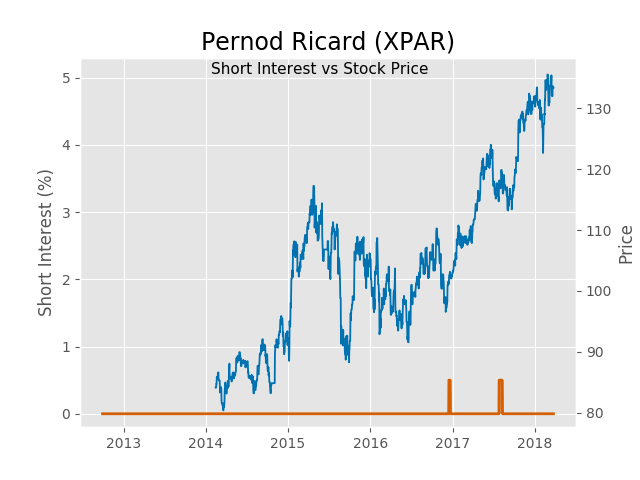 Pernod Ricard (XPAR)
Short Interest vs Stock Price
Short Interest (%)
5
4
3
2
1
0
130
120
110
100
90
80
Price
2013 2014 2015 2016 2017 2018